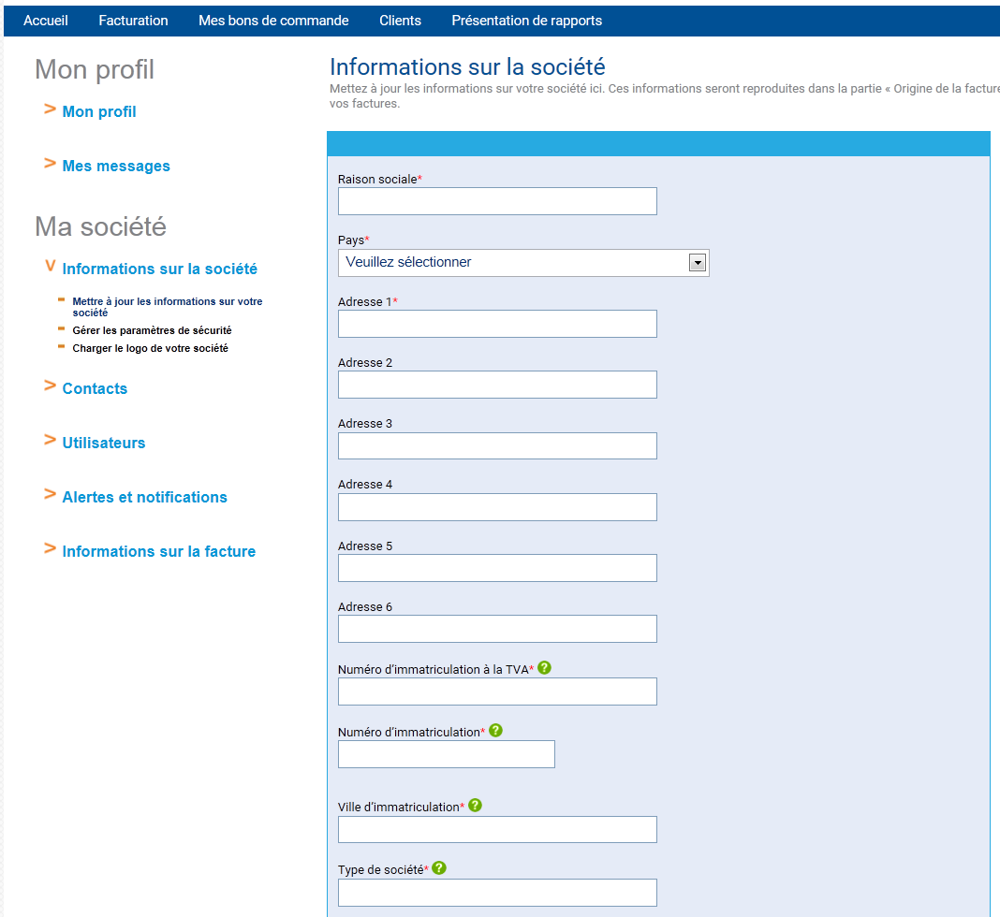 Accueil Facturation Mes bons de commande Clients Présentation de rapports
Mon profil
> Mon profil
> Mes messages
Ma société
V Informations sur la société
Mettre à jour les informations sur votre
société
Gérer les paramètres de sécurité
Charger le logo de votre société
> Contacts
> Utilisateurs
> Alertes et notifications
> Informations sur la facture
Informations sur la société
Mettez à jour les informations sur votre société ici. Ces informations seront reproduites dans la partie « Origine de la facture
vos factures.
Raison sociale*
Pays*
Veuillez sélectionner
Adresse 1*
Adresse 2
Adresse 3
Adresse 4
Adresse 5
Adresse 6
Numéro d’immatriculation à la TVA* ?
Numéro d’immatriculation* ?
Ville d’immatriculation* ?
Type de société* ?